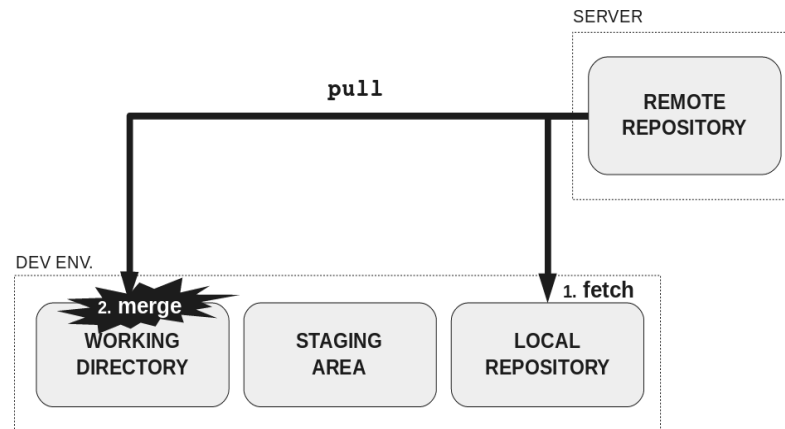 SERVER
REMOTE
REPOSITORY
pull
DEV ENV.
1. fetch
2. merge
WORKING
DIRECTORY
STAGING
AREA
LOCAL
REPOSITORY